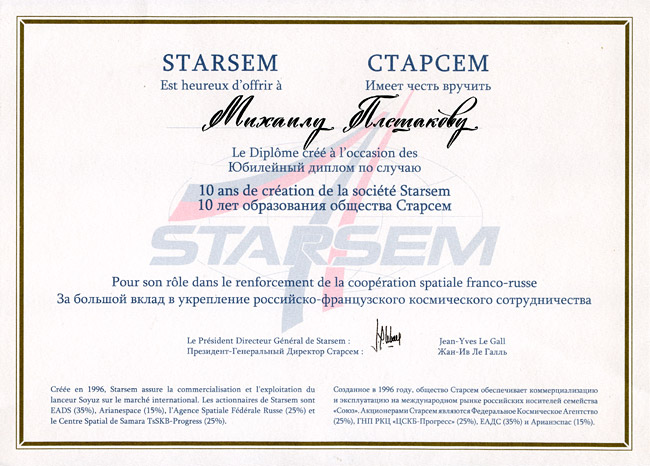 STARSEM
СТАРСЕМ
Est heureux d'offrir à
Имеет честь вручить
Михаилу Плешакову
Le Diplôme créé à l'occasion des
Юбилейный диплом по случаю
10 ans de création de la société Starsem
10 лет образования общества Старсем
STARSEM
Pour son rôle dans le renforcement de la coopération spatiale franco-russe
За большой вклад в укрепление российско-французского космического сотрудничества
Le Président Directeur Général de Starsem :
Президент-Генеральный Директор Старсем :
Jean-Yves Le Gall
Жан-Ив Ле Галль
Créée en 1996, Starsem assure la commercialisation et l'exploitation du
lanceur Soyuz sur le marché international. Les actionnaires de Starsem sont
EADS (35%), Arianespace (15%), l'Agence Spatiale Fédérale Russe (25%) et
le Centre Spatial de Samara TsSKB-Progress (25%).
Созданное в 1996 году, общество Старсем обеспечивает коммерциализацию
и эксплуатацию на международном рынке российских носителей семейства
«Союз». Акционерами Старсем являются Федеральное Космическое Агентство
(25%), ГНП РКЦ «ЦСКБ-Прогресс» (25%), ЕАДС (35%) и Арианэспас (15%).